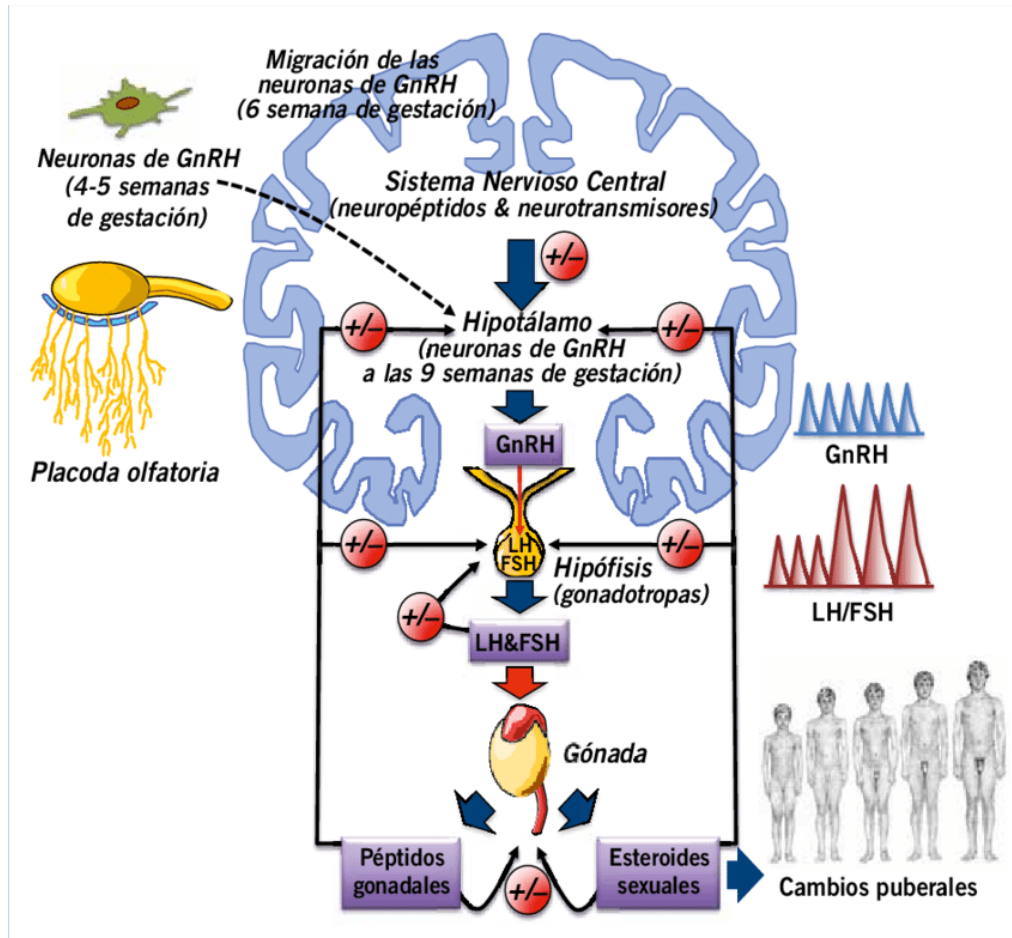 Migración de las
neuronas de GnRH
(6 semana de gestación)
Neuronas de GnRH
(4-5 semanas
de gestación)
Sistema Nervioso Central
(neuropéptidos & neurotransmisores)
+/–
+/–
Hipotálamo
+/–
(neuronas de GnRH
a las 9 semanas de gestación)
Placoda olfatoria
GnRH
GnRH
+/–
LH
FSH
+/–
Hipófisis
(gonadotropas)
LH/FSH
+/–
LH&FSH
Gónada
Péptidos
gonadales
+/–
Esteroides
sexuales
Cambios puberales